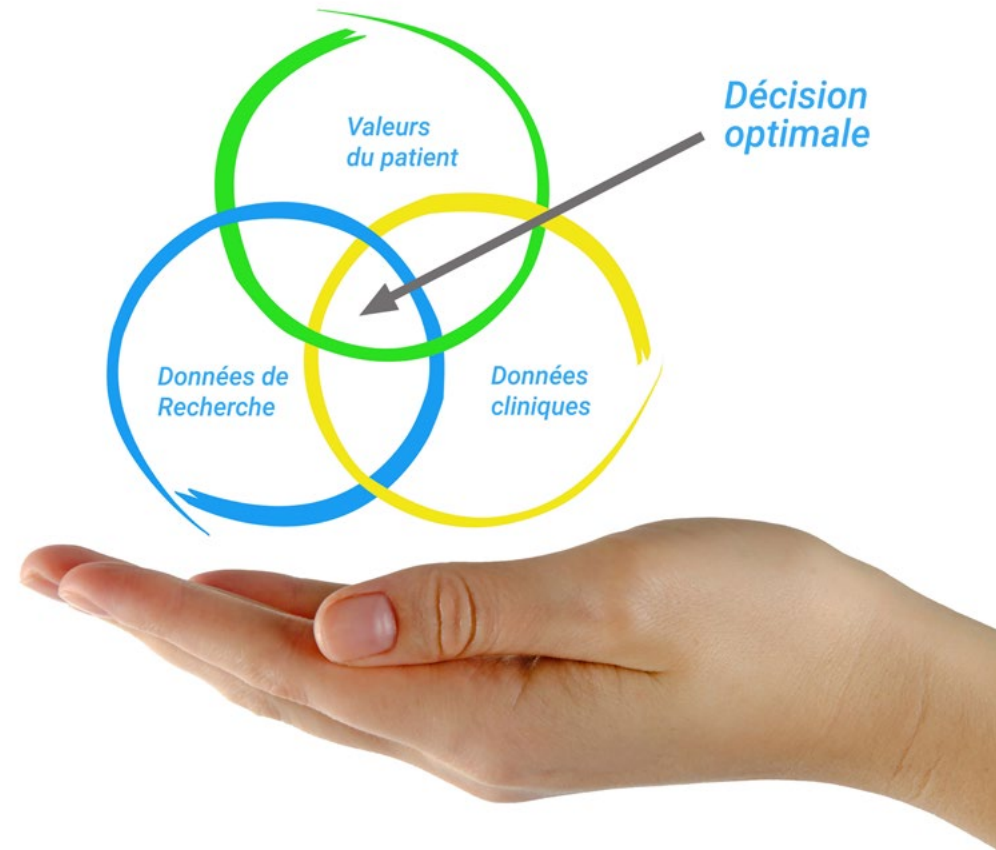 Décision
optimale
Valeurs
du patient
Données de
Recherche
Données
cliniques